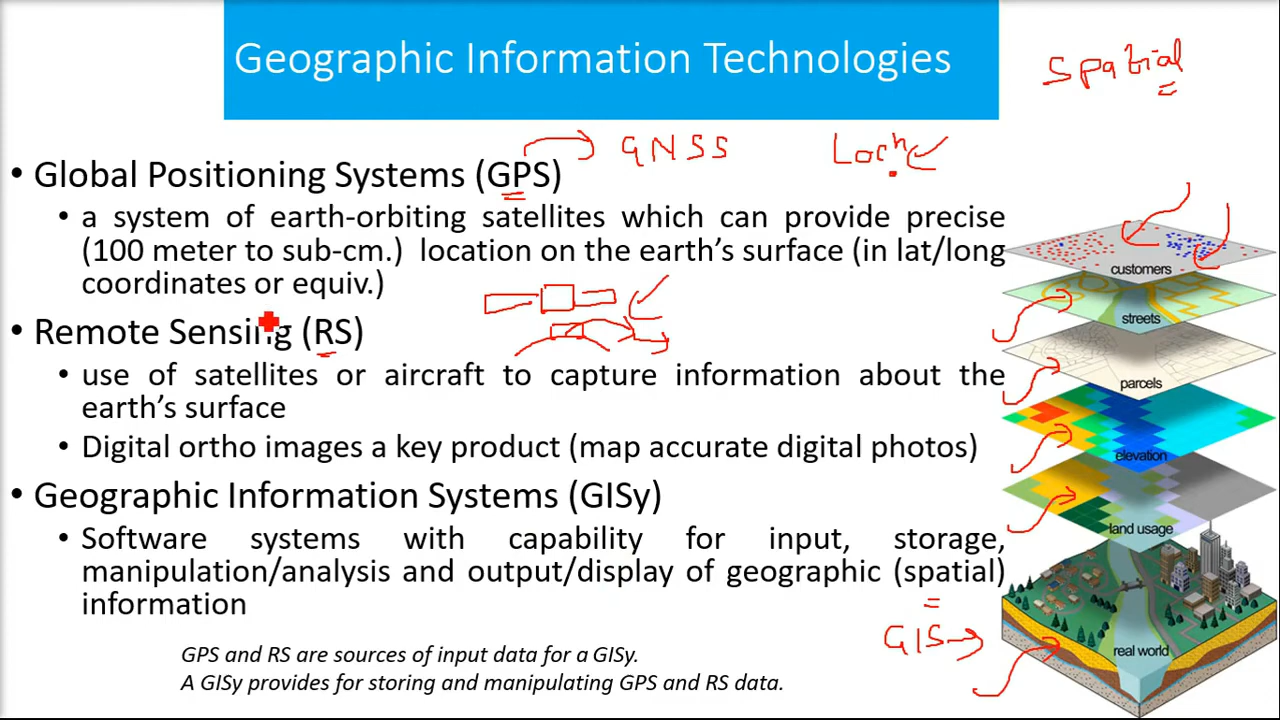 Geographic Information Technologies
Spatial
GNSS
Locn
• Global Positioning Systems (GPS)
• a system of earth-orbiting satellites which can provide precise
(100 meter to sub-cm.) location on the earth's surface (in lat/long
coordinates or equiv.)
• Remote Sensing (RS)
• use of satellites or aircraft to capture information about the
earth's surface
• Digital ortho images a key product (map accurate digital photos)
• Geographic Information Systems (GISy)
• Software systems with capability for input, storage,
manipulation/analysis and output/display of geographic (spatial)
information
GIS
GPS and RS are sources of input data for a GISy.
A GISy provides for storing and manipulating GPS and RS data.
customers
streets
parcels
elevation
land usage
real world